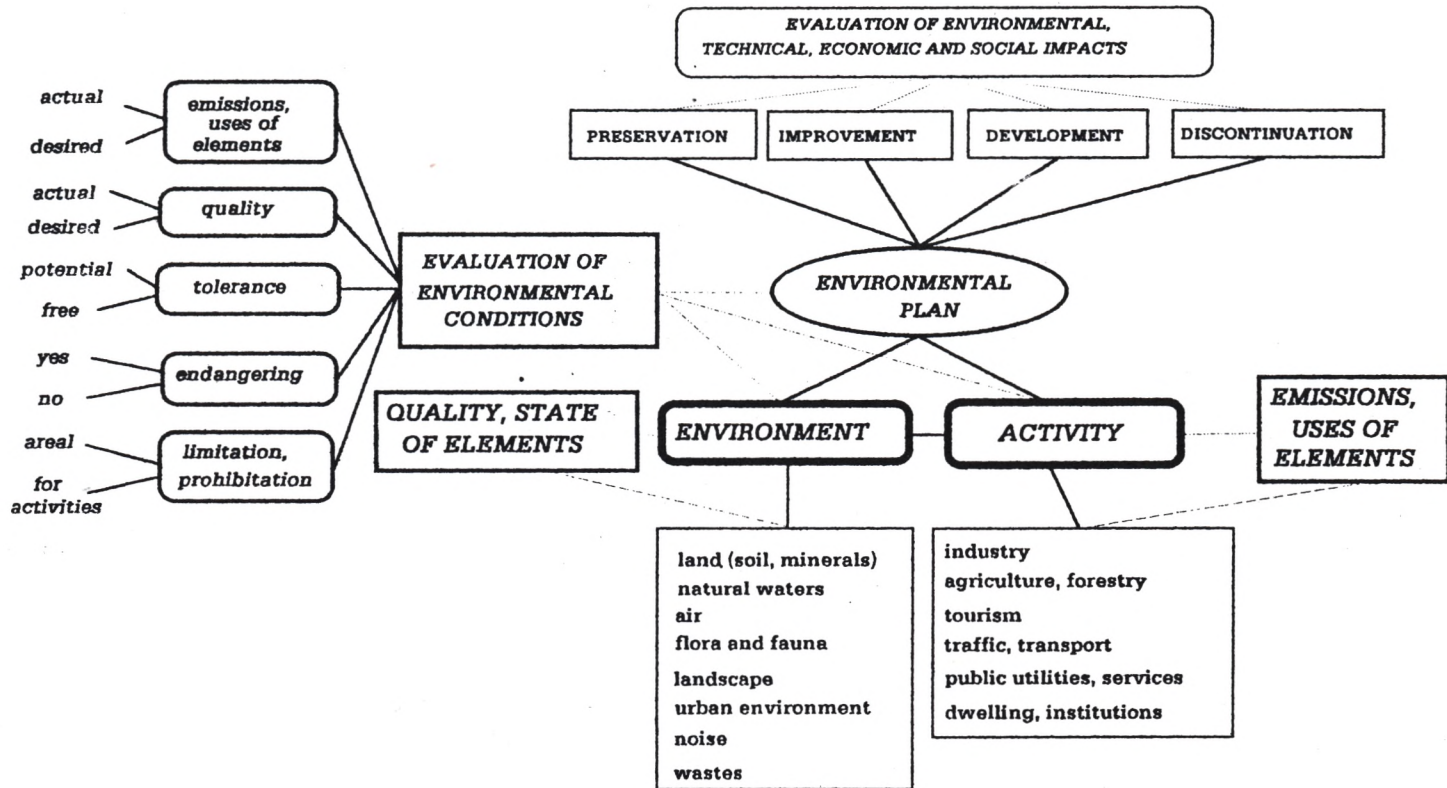 EVALUATION OF ENVIRONMENTAL,
TECHNICAL, ECONOMIC AND SOCIAL IMPACTS
PRESERVATION
IMPROVEMENT
DEVELOPMENT
DISCONTINUATION
actual
desired
emissions,
uses of
elements
actual
desired
quality
potential
free
tolerance
yes
no
endangering
areal
for
activities
limitation,
prohibitation
EVALUATION OF
ENVIRONMENTAL
CONDITIONS
ENVIRONMENTAL
PLAN
QUALITY, STATE
OF ELEMENTS
ENVIRONMENT
ACTIVITY
EMISSIONS,
USES OF
ELEMENTS
land (soil, minerals)
natural waters
air
flora and fauna
landscape
urban environment
noise
wastes
industry
agriculture, forestry
tourism
traffic, transport
public utilities, services
dwelling, institutions